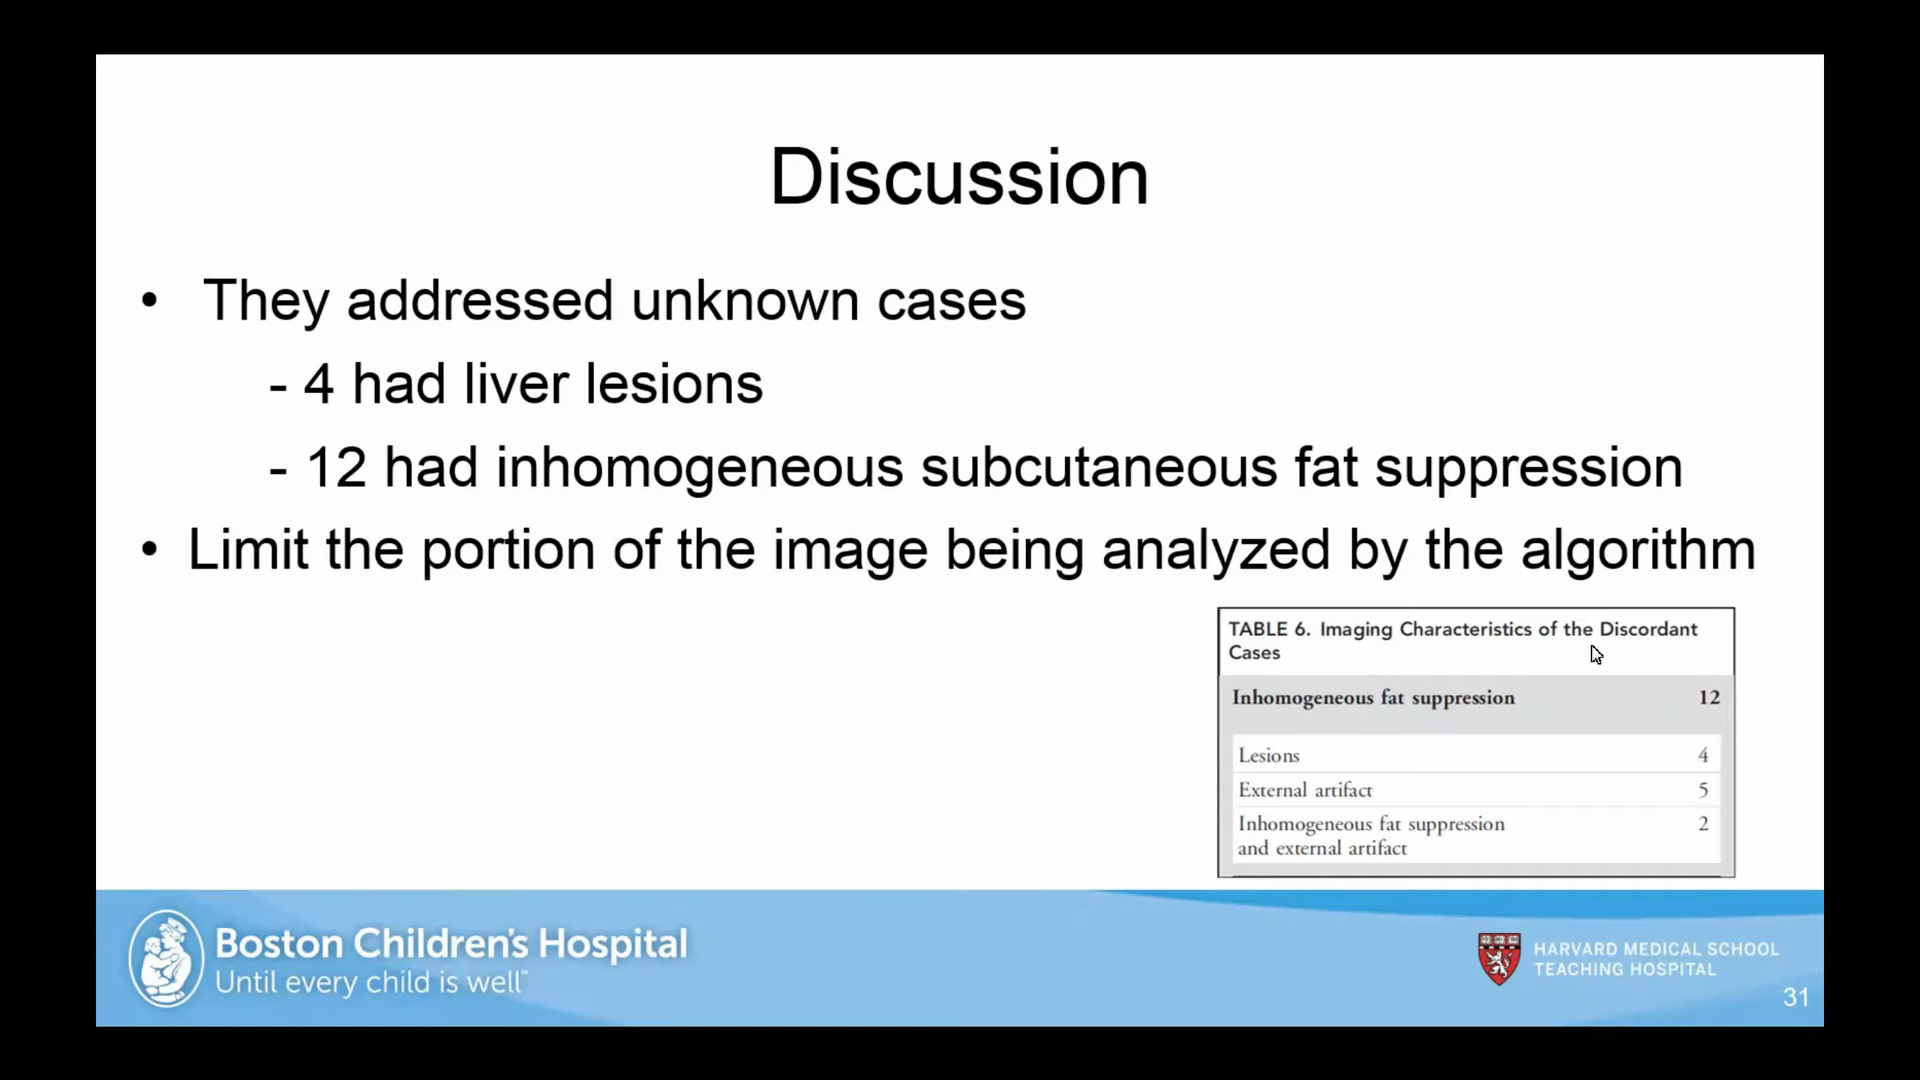 Discussion
• They addressed unknown cases
- 4 had liver lesions
- 12 had inhomogeneous subcutaneous fat suppression
• Limit the portion of the image being analyzed by the algorithm
TABLE 6. Imaging Characteristics of the Discordant
Cases
Inhomogeneous fat suppression 12
Lesions 4
External artifact 5
Inhomogeneous fat suppression 2
and external artifact
Boston Children's Hospital
Until every child is well™
HARVARD MEDICAL SCHOOL
TEACHING HOSPITAL
31